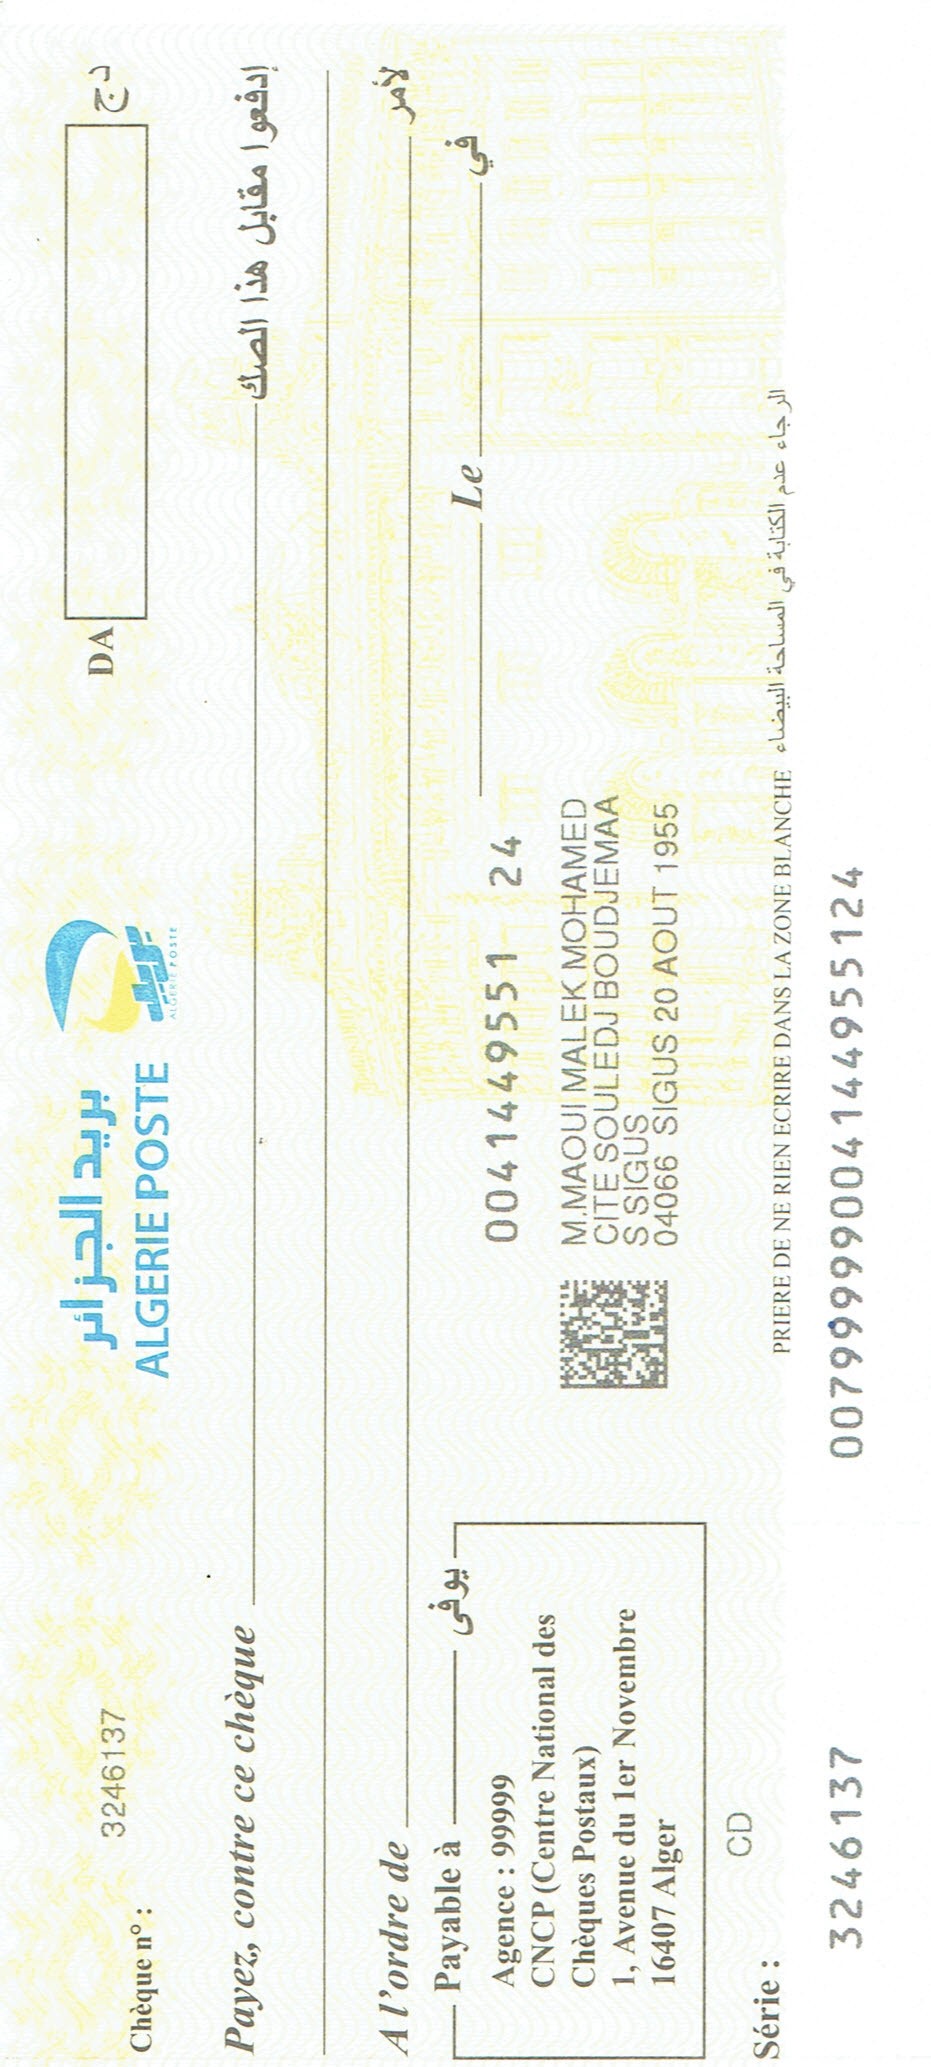 بريد الجزائر
ALGERIE POSTE
ALGERIE POSTE
بريد
DA دج
3246137
Chèque n° :
Payez, contre ce chèque إدفعوا مقابل هذا الصك
A l'ordre de لأمر
Payable à يوفى
Le في
Agence : 99999
CNCP (Centre National des
Chèques Postaux)
1, Avenue du 1er Novembre
16407 Alger
0041449551 24
M.MAOUI MALEK MOHAMED
CITE SOULEDJ BOUDJEMAA
S SIGUS
04066 SIGUS 20 AOUT 1955
CD
Série :
PRIERE DE NE RIEN ECRIRE DANS LA ZONE BLANCHE الرجاء عدم الكتابة في المساحة البيضاء
3246137 00799999004144955124